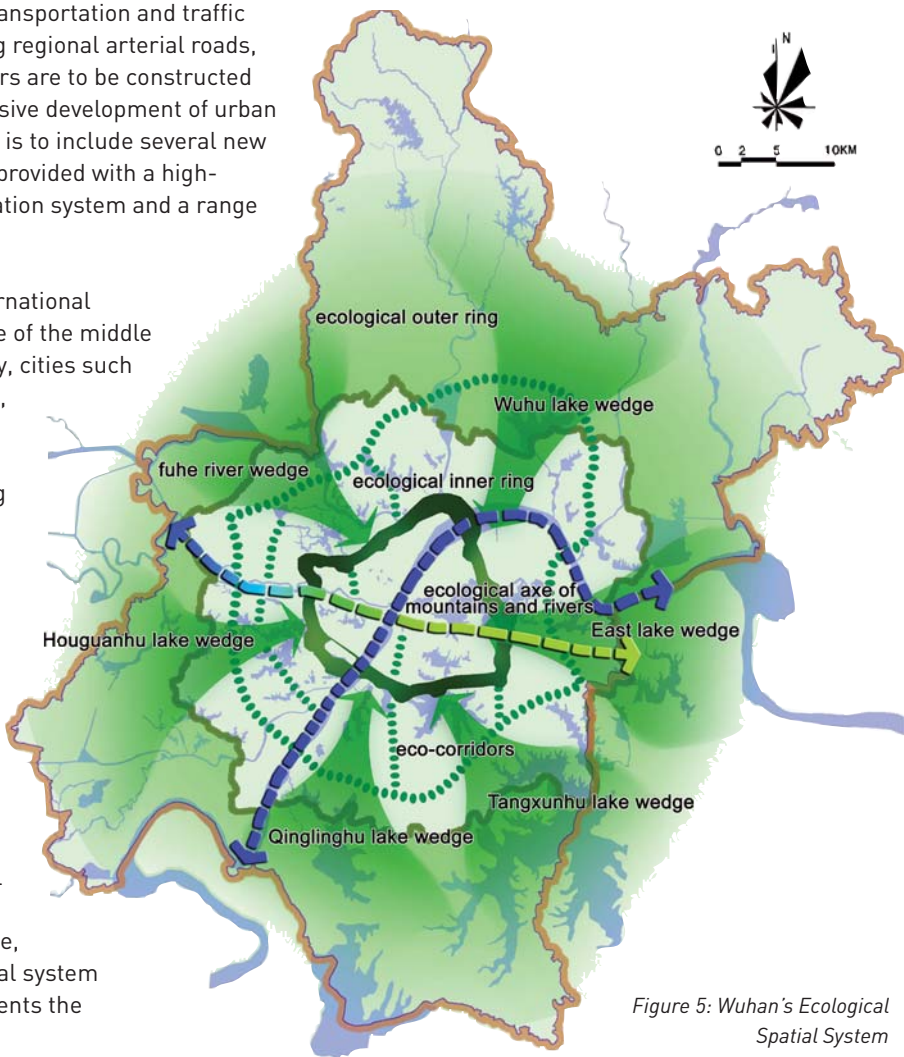 ansportation and traffic
g regional arterial roads,
rs are to be constructed
sive development of urban
is to include several new
provided with a high-
ation system and a range
ernational
e of the middle
y, cities such
,
g
e,
al system
ents the
N
0 2 5 10KM
ecological outer ring
Wuhu lake wedge
fuhe river wedge
ecological inner ring
ecological axe of
mountains and rivers
East lake wedge
Houguanhu lake wedge
eco-corridors
Tangxunhu lake wedge
Qinglinghu lake wedge
Figure 5: Wuhan's Ecological
Spatial System